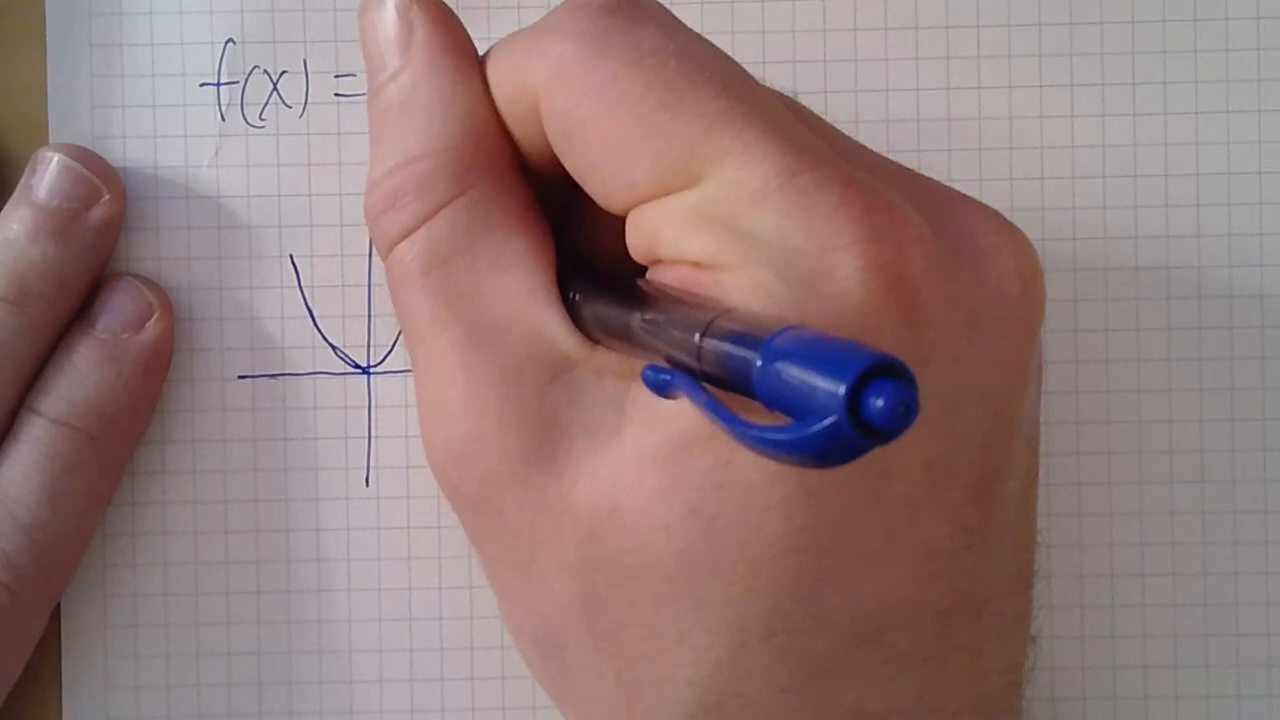 f(x) =